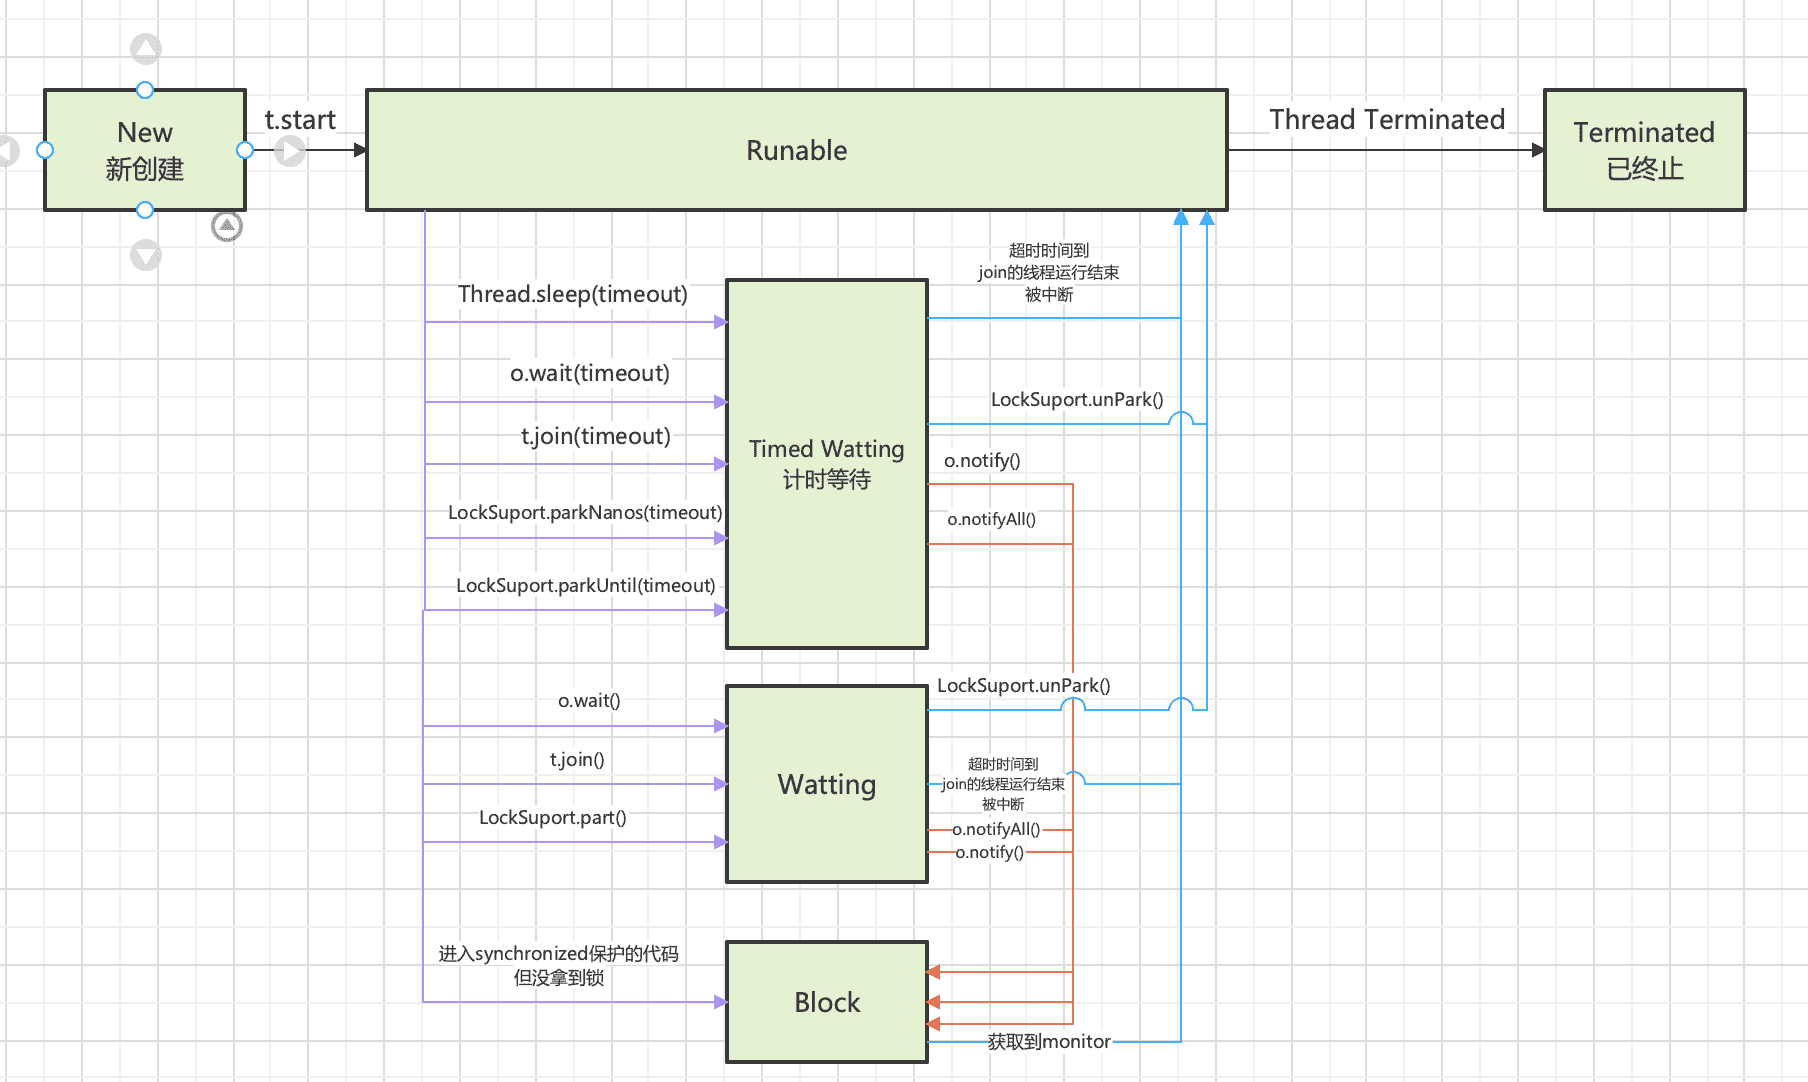 New
新创建
t.start
Runable
Thread Terminated
Terminated
已终止
Thread.sleep(timeout)
o.wait(timeout)
t.join(timeout)
LockSuport.parkNanos(timeout)
LockSuport.parkUntil(timeout)
Timed Watting
计时等待
超时时间到
join的线程运行结束
被中断
LockSuport.unPark()
o.notify()
o.notifyAll()
o.wait()
t.join()
LockSuport.part()
Watting
LockSuport.unPark()
超时时间到
join的线程运行结束
被中断
o.notifyAll()
o.notify()
进入synchronized保护的代码
但没拿到锁
Block
获取到monitor